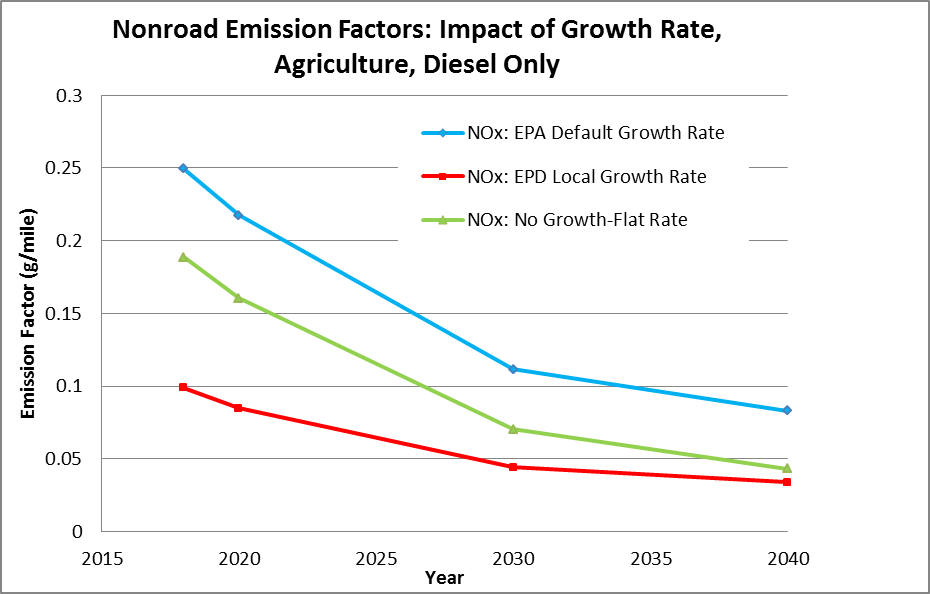 Nonroad Emission Factors: Impact of Growth Rate,
Agriculture, Diesel Only
0.3
0.25
0.2
0.15
0.1
0.05
0
Emission Factor (g/mile)
NOx: EPA Default Growth Rate
NOx: EPD Local Growth Rate
NOx: No Growth-Flat Rate
2015
2020
2025
2030
2035
2040
Year